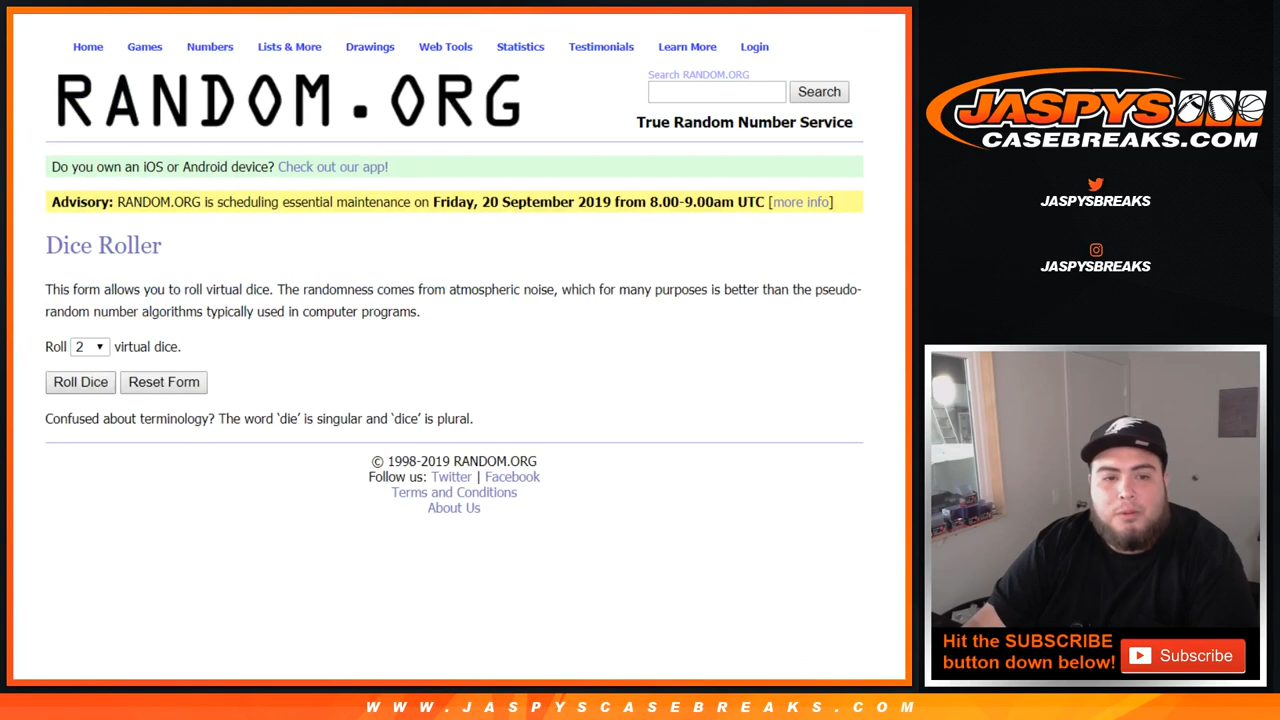 Home Games Numbers Lists & More Drawings Web Tools Statistics Testimonials Learn More Login
RANDOM.ORG
Search RANDOM.ORG
Search
True Random Number Service
Do you own an iOS or Android device? Check out our app!
Advisory: RANDOM.ORG is scheduling essential maintenance on Friday, 20 September 2019 from 8.00-9.00am UTC [more info]
Dice Roller
This form allows you to roll virtual dice. The randomness comes from atmospheric noise, which for many purposes is better than the pseudo-
random number algorithms typically used in computer programs.
Roll 2 virtual dice.
Roll Dice Reset Form
Confused about terminology? The word ‘die’ is singular and ‘dice’ is plural.
© 1998-2019 RANDOM.ORG
Follow us: Twitter | Facebook
Terms and Conditions
About Us
JASPYS
CASEBREAKS.COM
JASPYSBREAKS
JASPYSBREAKS
Hit the SUBSCRIBE
button down below!
Subscribe
WWW.JASPYSCASEBREAKS.COM